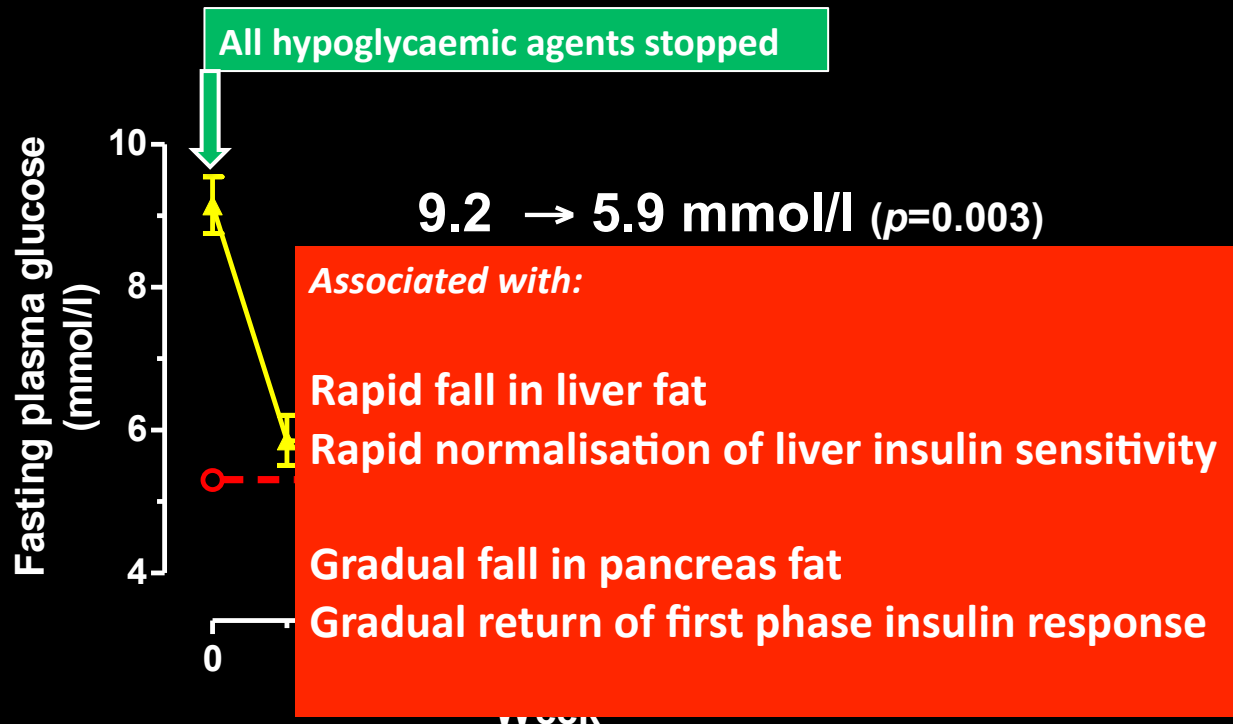 All hypoglycaemic agents stopped
Fasting plasma glucose
(mmol/l)
10
8
6
4
9.2 → 5.9 mmol/l (p=0.003)
Associated with:
Rapid fall in liver fat
Rapid normalisation of liver insulin sensitivity
Gradual fall in pancreas fat
Gradual return of first phase insulin response
0